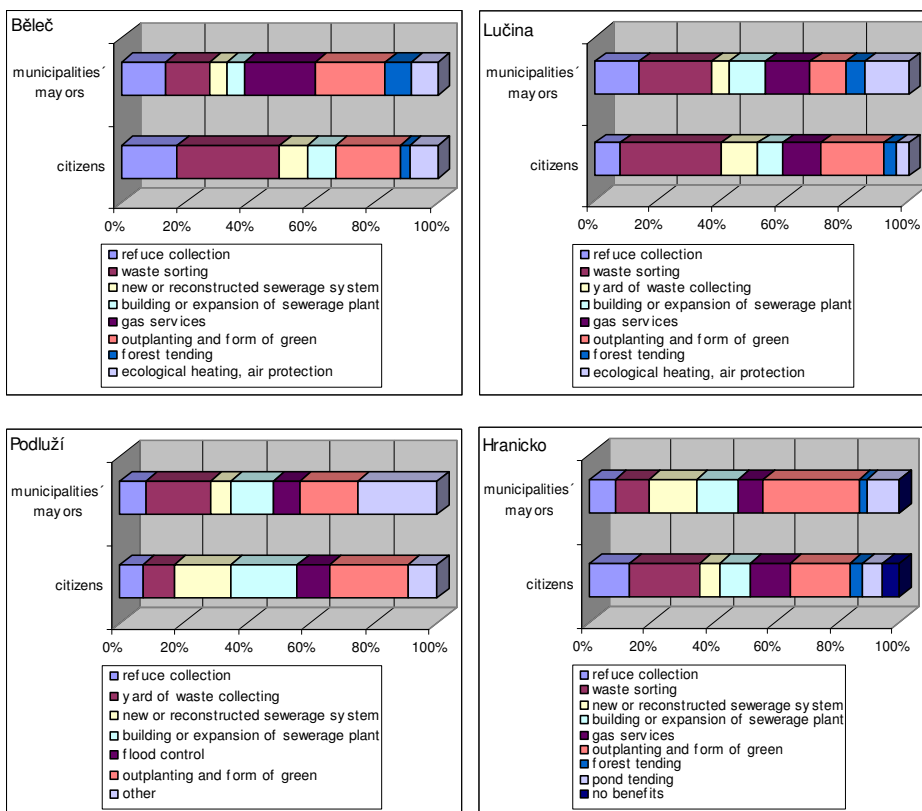 Běleč
municipalities´
mayors
citizens
0% 20% 40% 60% 80% 100%
refuce collection
waste sorting
new or reconstructed sewerage system
building or expansion of sewerage plant
gas services
outplanting and form of green
forest tending
ecological heating, air protection
Lučina
municipalities´
mayors
citizens
0% 20% 40% 60% 80% 100%
refuce collection
waste sorting
yard of waste collecting
building or expansion of sewerage plant
gas services
outplanting and form of green
forest tending
ecological heating, air protection
Podluží
municipalities´
mayors
citizens
0% 20% 40% 60% 80% 100%
refuce collection
yard of waste collecting
new or reconstructed sewerage system
building or expansion of sewerage plant
flood control
outplanting and form of green
other
Hranicko
municipalities´
mayors
citizens
0% 20% 40% 60% 80% 100%
refuce collection
waste sorting
new or reconstructed sewerage system
building or expansion of sewerage plant
gas services
outplanting and form of green
forest tending
pond tending
no benefits